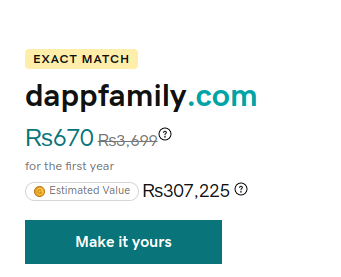 EXACT MATCH
dappfamily.com
Rs670 Rs3,699 ?
for the first year
Estimated Value Rs307,225 ?
Make it yours